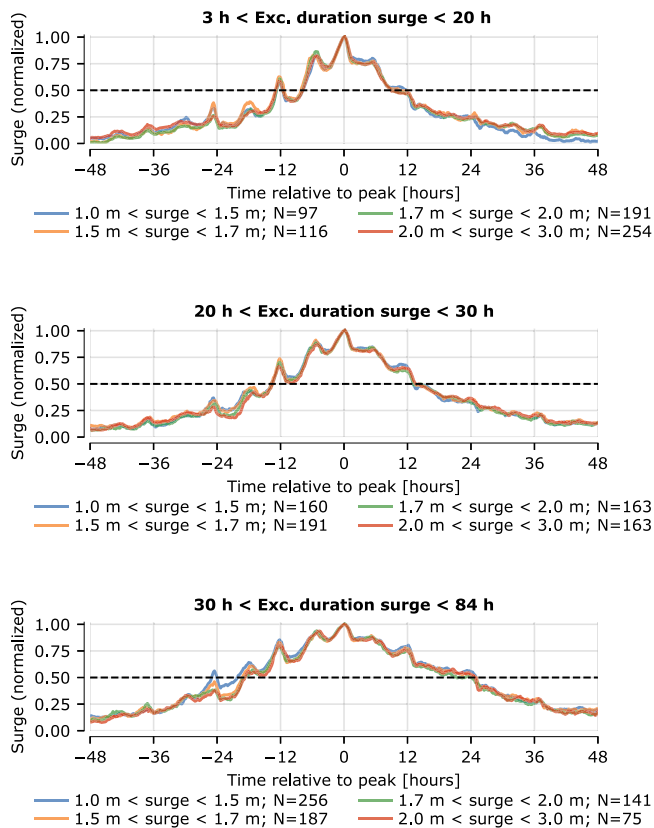 3 h < Exc. duration surge < 20 h
Surge (normalized)
1.00
0.75
0.50
0.25
0.00
−48 −36 −24 −12 0 12 24 36 48
Time relative to peak [hours]
1.0 m < surge < 1.5 m; N=97 1.7 m < surge < 2.0 m; N=191
1.5 m < surge < 1.7 m; N=116 2.0 m < surge < 3.0 m; N=254
20 h < Exc. duration surge < 30 h
Surge (normalized)
1.00
0.75
0.50
0.25
0.00
−48 −36 −24 −12 0 12 24 36 48
Time relative to peak [hours]
1.0 m < surge < 1.5 m; N=160 1.7 m < surge < 2.0 m; N=163
1.5 m < surge < 1.7 m; N=191 2.0 m < surge < 3.0 m; N=163
30 h < Exc. duration surge < 84 h
Surge (normalized)
1.00
0.75
0.50
0.25
0.00
−48 −36 −24 −12 0 12 24 36 48
Time relative to peak [hours]
1.0 m < surge < 1.5 m; N=256 1.7 m < surge < 2.0 m; N=141
1.5 m < surge < 1.7 m; N=187 2.0 m < surge < 3.0 m; N=75